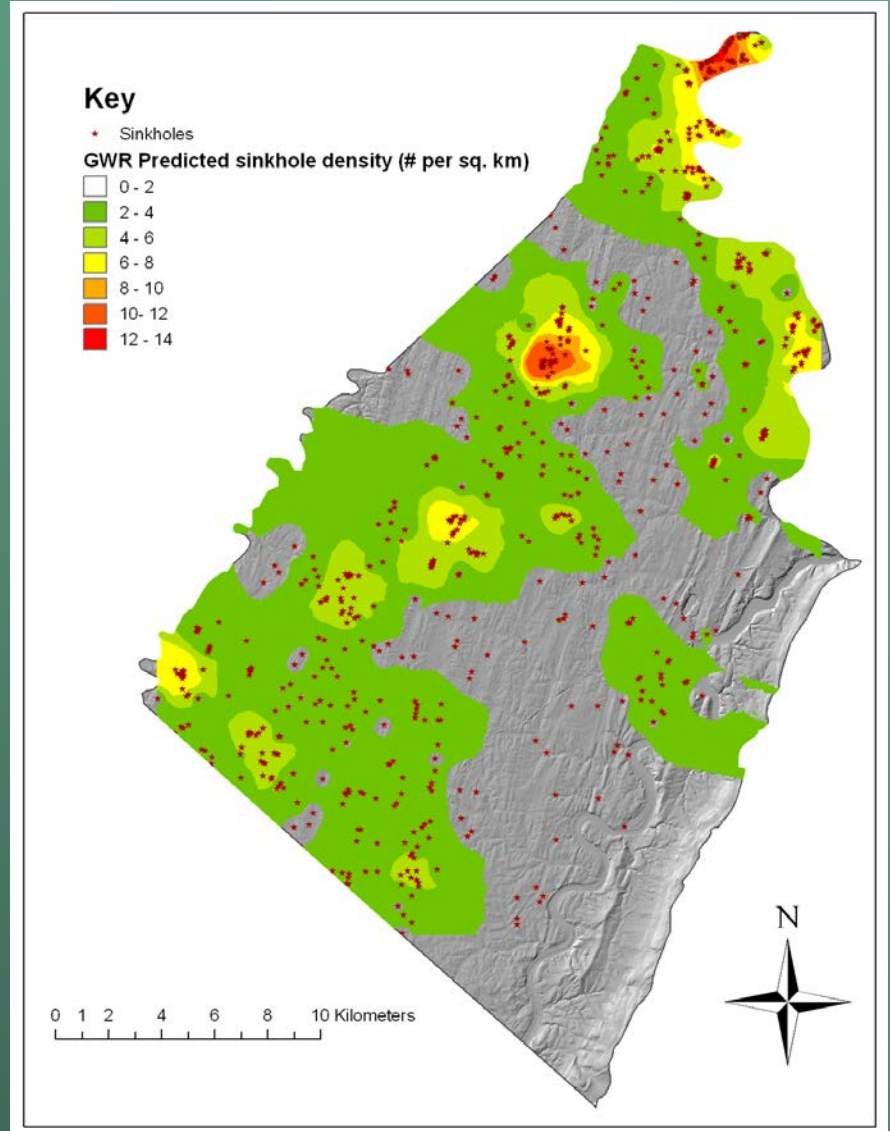 Key
Sinkholes
GWR Predicted sinkhole density (# per sq. km)
0 - 2
2 - 4
4 - 6
6 - 8
8 - 10
10- 12
12 - 14
N
0 1 2 4 6 8 10 Kilometers